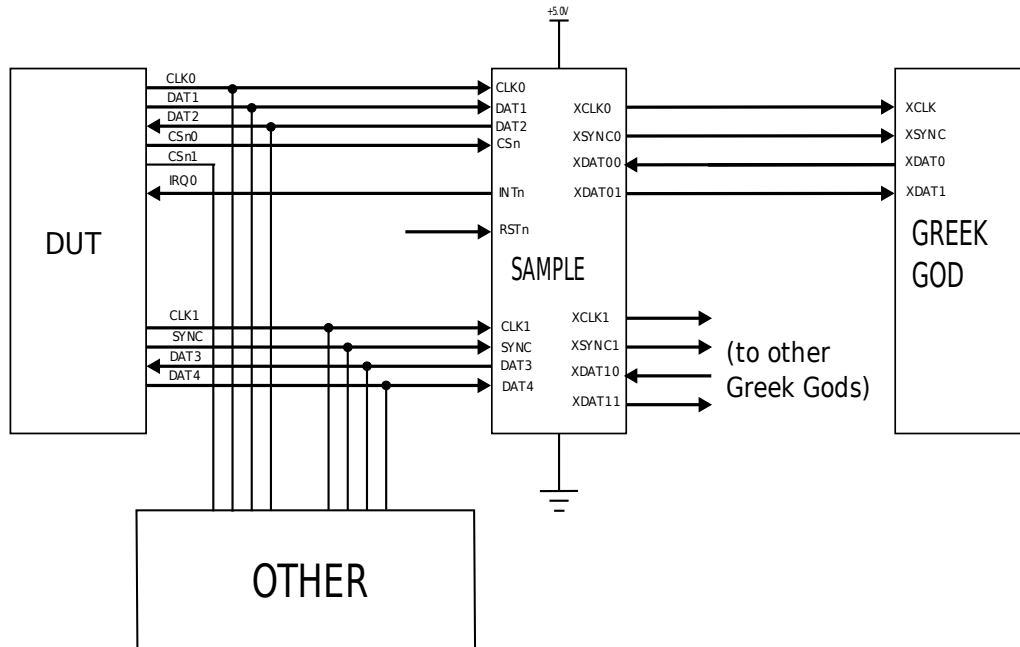 +5.0V
DUT
CLK0
DAT1
DAT2
CSn0
CSn1
IRQ0
CLK1
SYNC
DAT3
DAT4
CLK0
DAT1
DAT2
CSn
INTn
RSTn
SAMPLE
CLK1
SYNC
DAT3
DAT4
XCLK0
XSYNC0
XDAT00
XDAT01
XCLK1
XSYNC1
XDAT10
XDAT11
(to other
Greek Gods)
XCLK
XSYNC
XDAT0
XDAT1
GREEK
GOD
OTHER